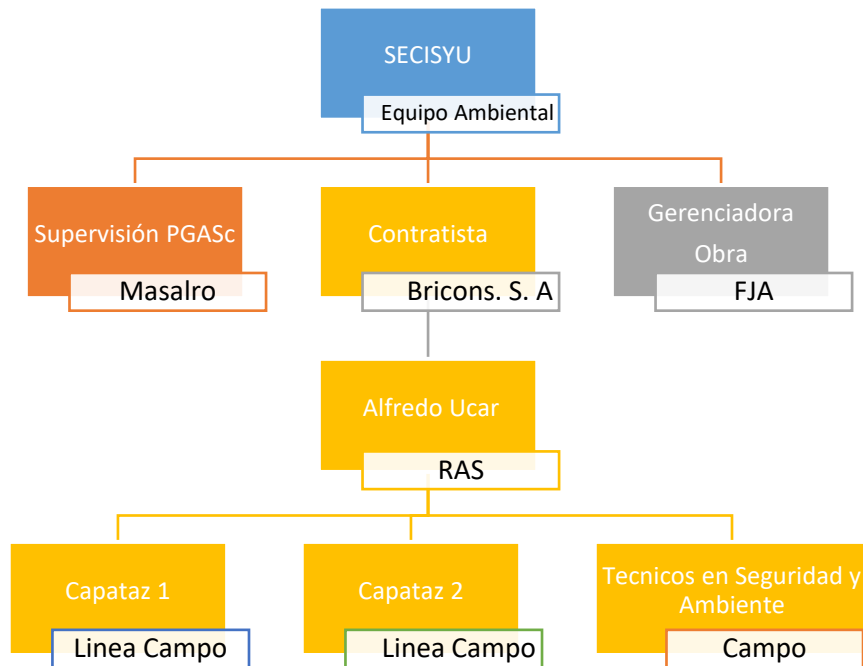 SECISYU
Equipo Ambiental
Supervisión PGASc
Masalro
Contratista
Bricons. S. A
Gerenciadora
Obra
FJA
Alfredo Ucar
RAS
Capataz 1
Linea Campo
Capataz 2
Linea Campo
Tecnicos en Seguridad y
Ambiente
Campo